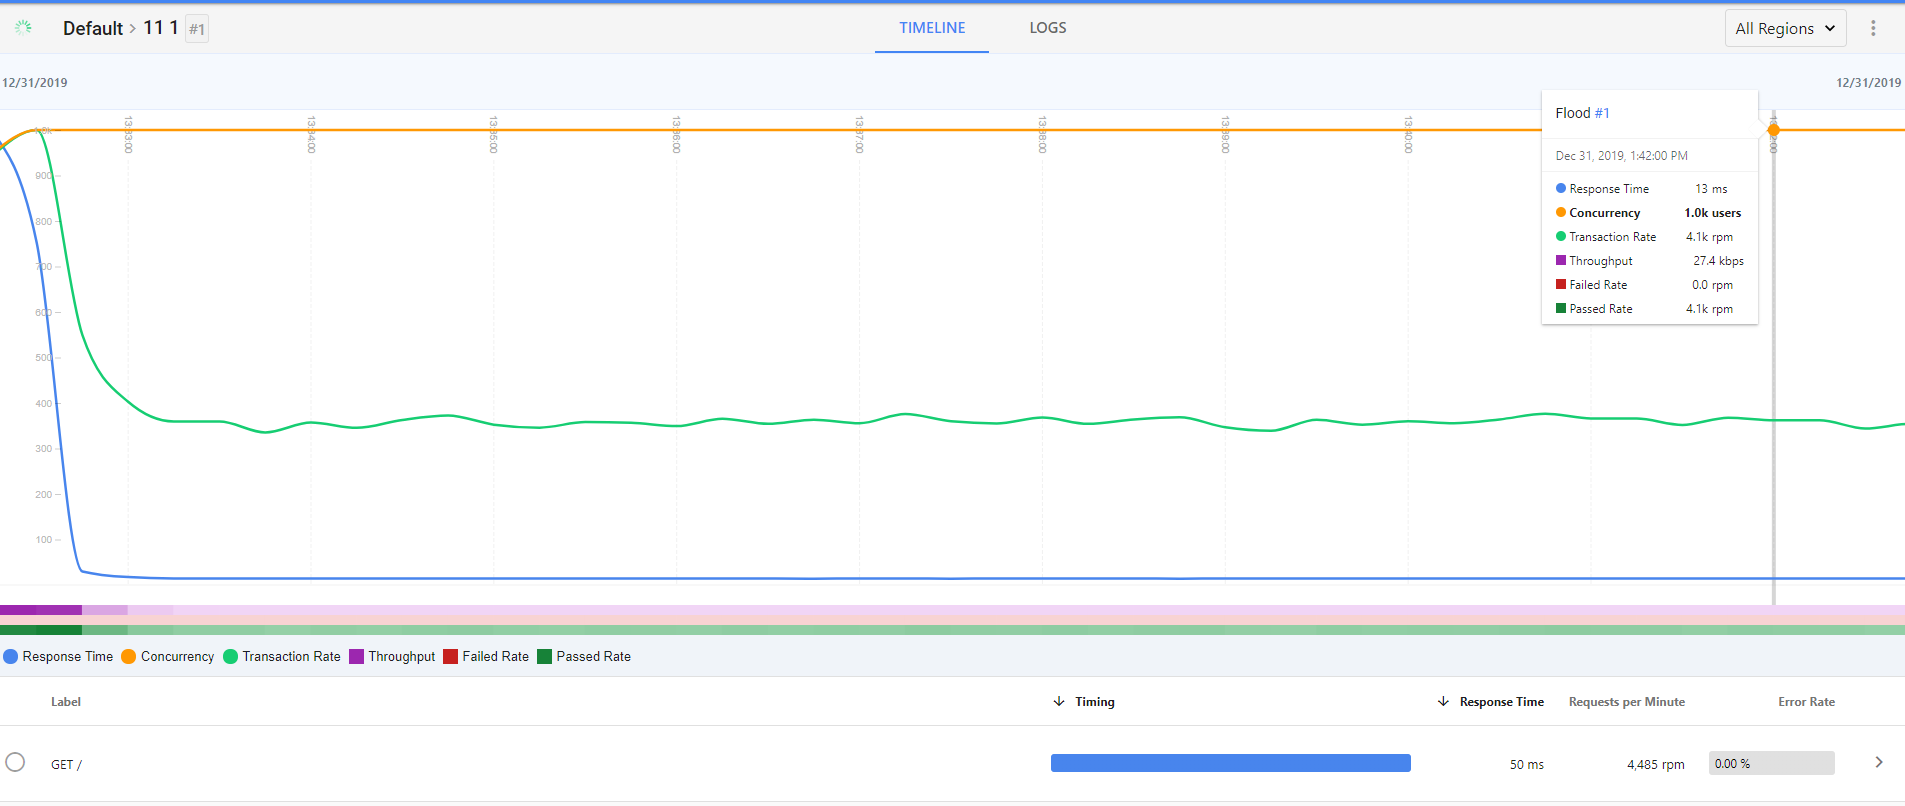 Default > 11 1 #1
TIMELINE
LOGS
All Regions
12/31/2019
12/31/2019
13:33:00
13:34:00
13:35:00
13:36:00
13:37:00
13:38:00
13:39:00
13:40:00
1.0k
900
800
700
600
500
400
300
200
100
Flood #1
Dec 31, 2019, 1:42:00 PM
Response Time 13 ms
Concurrency 1.0k users
Transaction Rate 4.1k rpm
Throughput 27.4 kbps
Failed Rate 0.0 rpm
Passed Rate 4.1k rpm
Response Time Concurrency Transaction Rate Throughput Failed Rate Passed Rate
Label Timing Response Time Requests per Minute Error Rate
GET / 50 ms 4,485 rpm 0.00 %